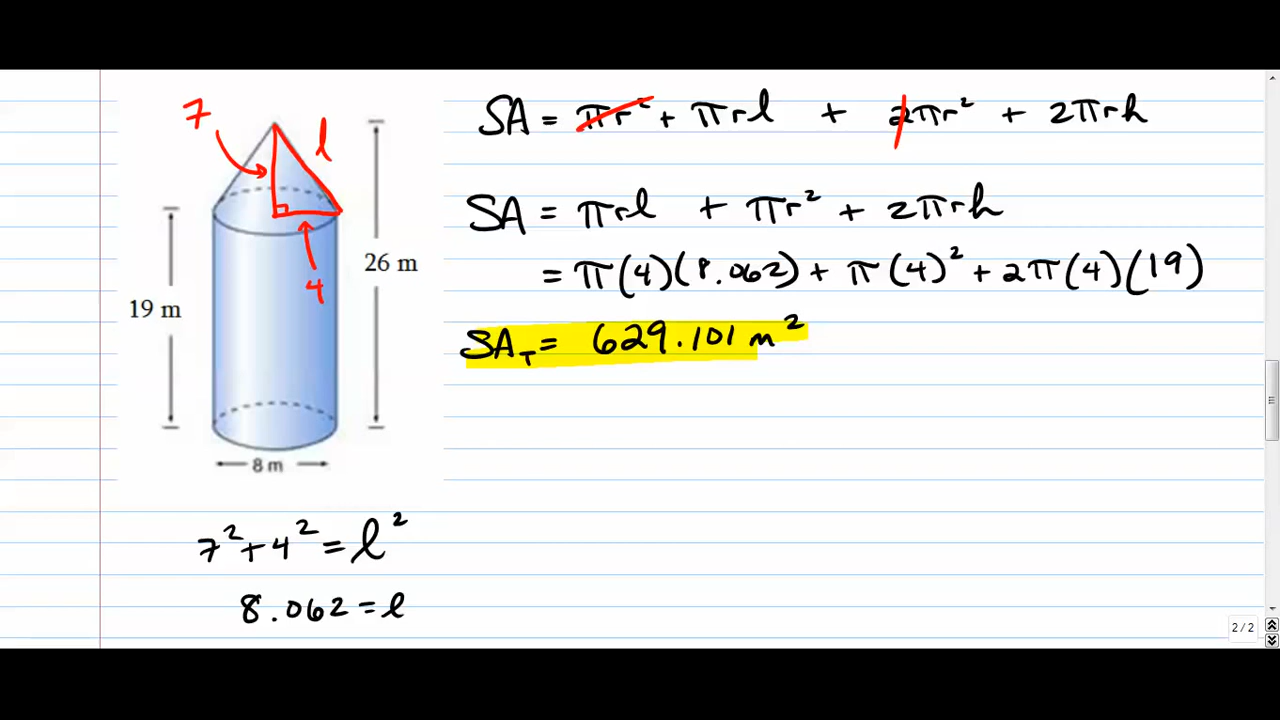 7
l
19 m
26 m
4
8 m
7² + 4² = l²
8.062 = l
SA = πr² + πrl + 2πr² + 2πrh
SA = πrl + πr² + 2πrh
= π(4)(8.062) + π(4)² + 2π(4)(19)
SA_T = 629.101 m²
2 / 2